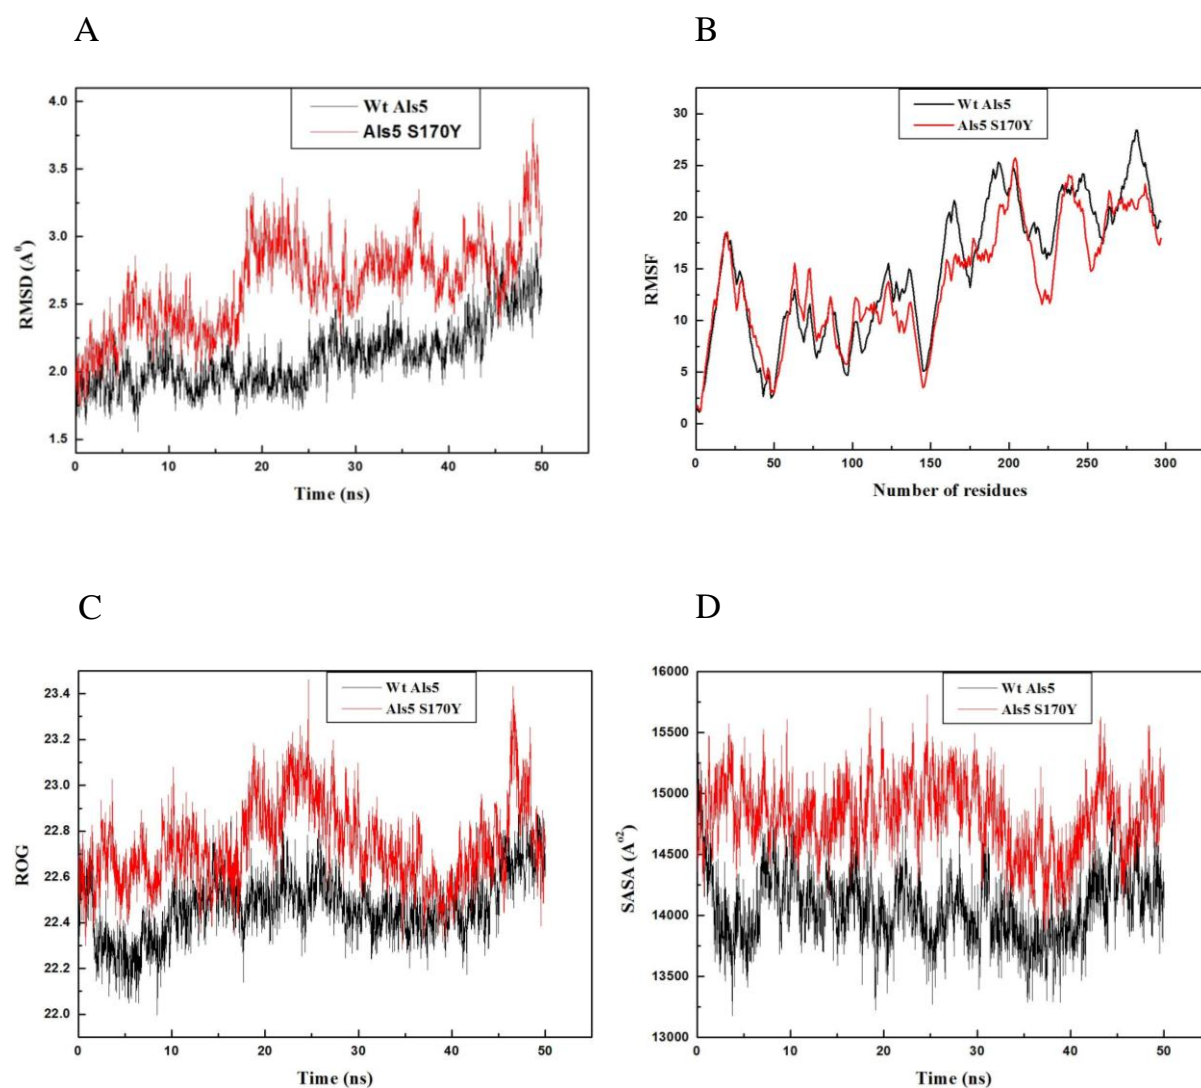 A
B
Wt Als5
Als5 S170Y
4.0
3.5
3.0
2.5
2.0
1.5
RMSD (A⁰)
0
10
20
30
40
50
Time (ns)
Wt Als5
Als5 S170Y
30
25
20
15
10
5
0
RMSF
0
50
100
150
200
250
300
Number of residues
C
D
Wt Als5
Als5 S170Y
23.4
23.2
23.0
22.8
22.6
22.4
22.2
22.0
ROG
0
10
20
30
40
50
Time (ns)
Wt Als5
Als5 S170Y
16000
15500
15000
14500
14000
13500
13000
SASA (A⁰²)
0
10
20
30
40
50
Time (ns)